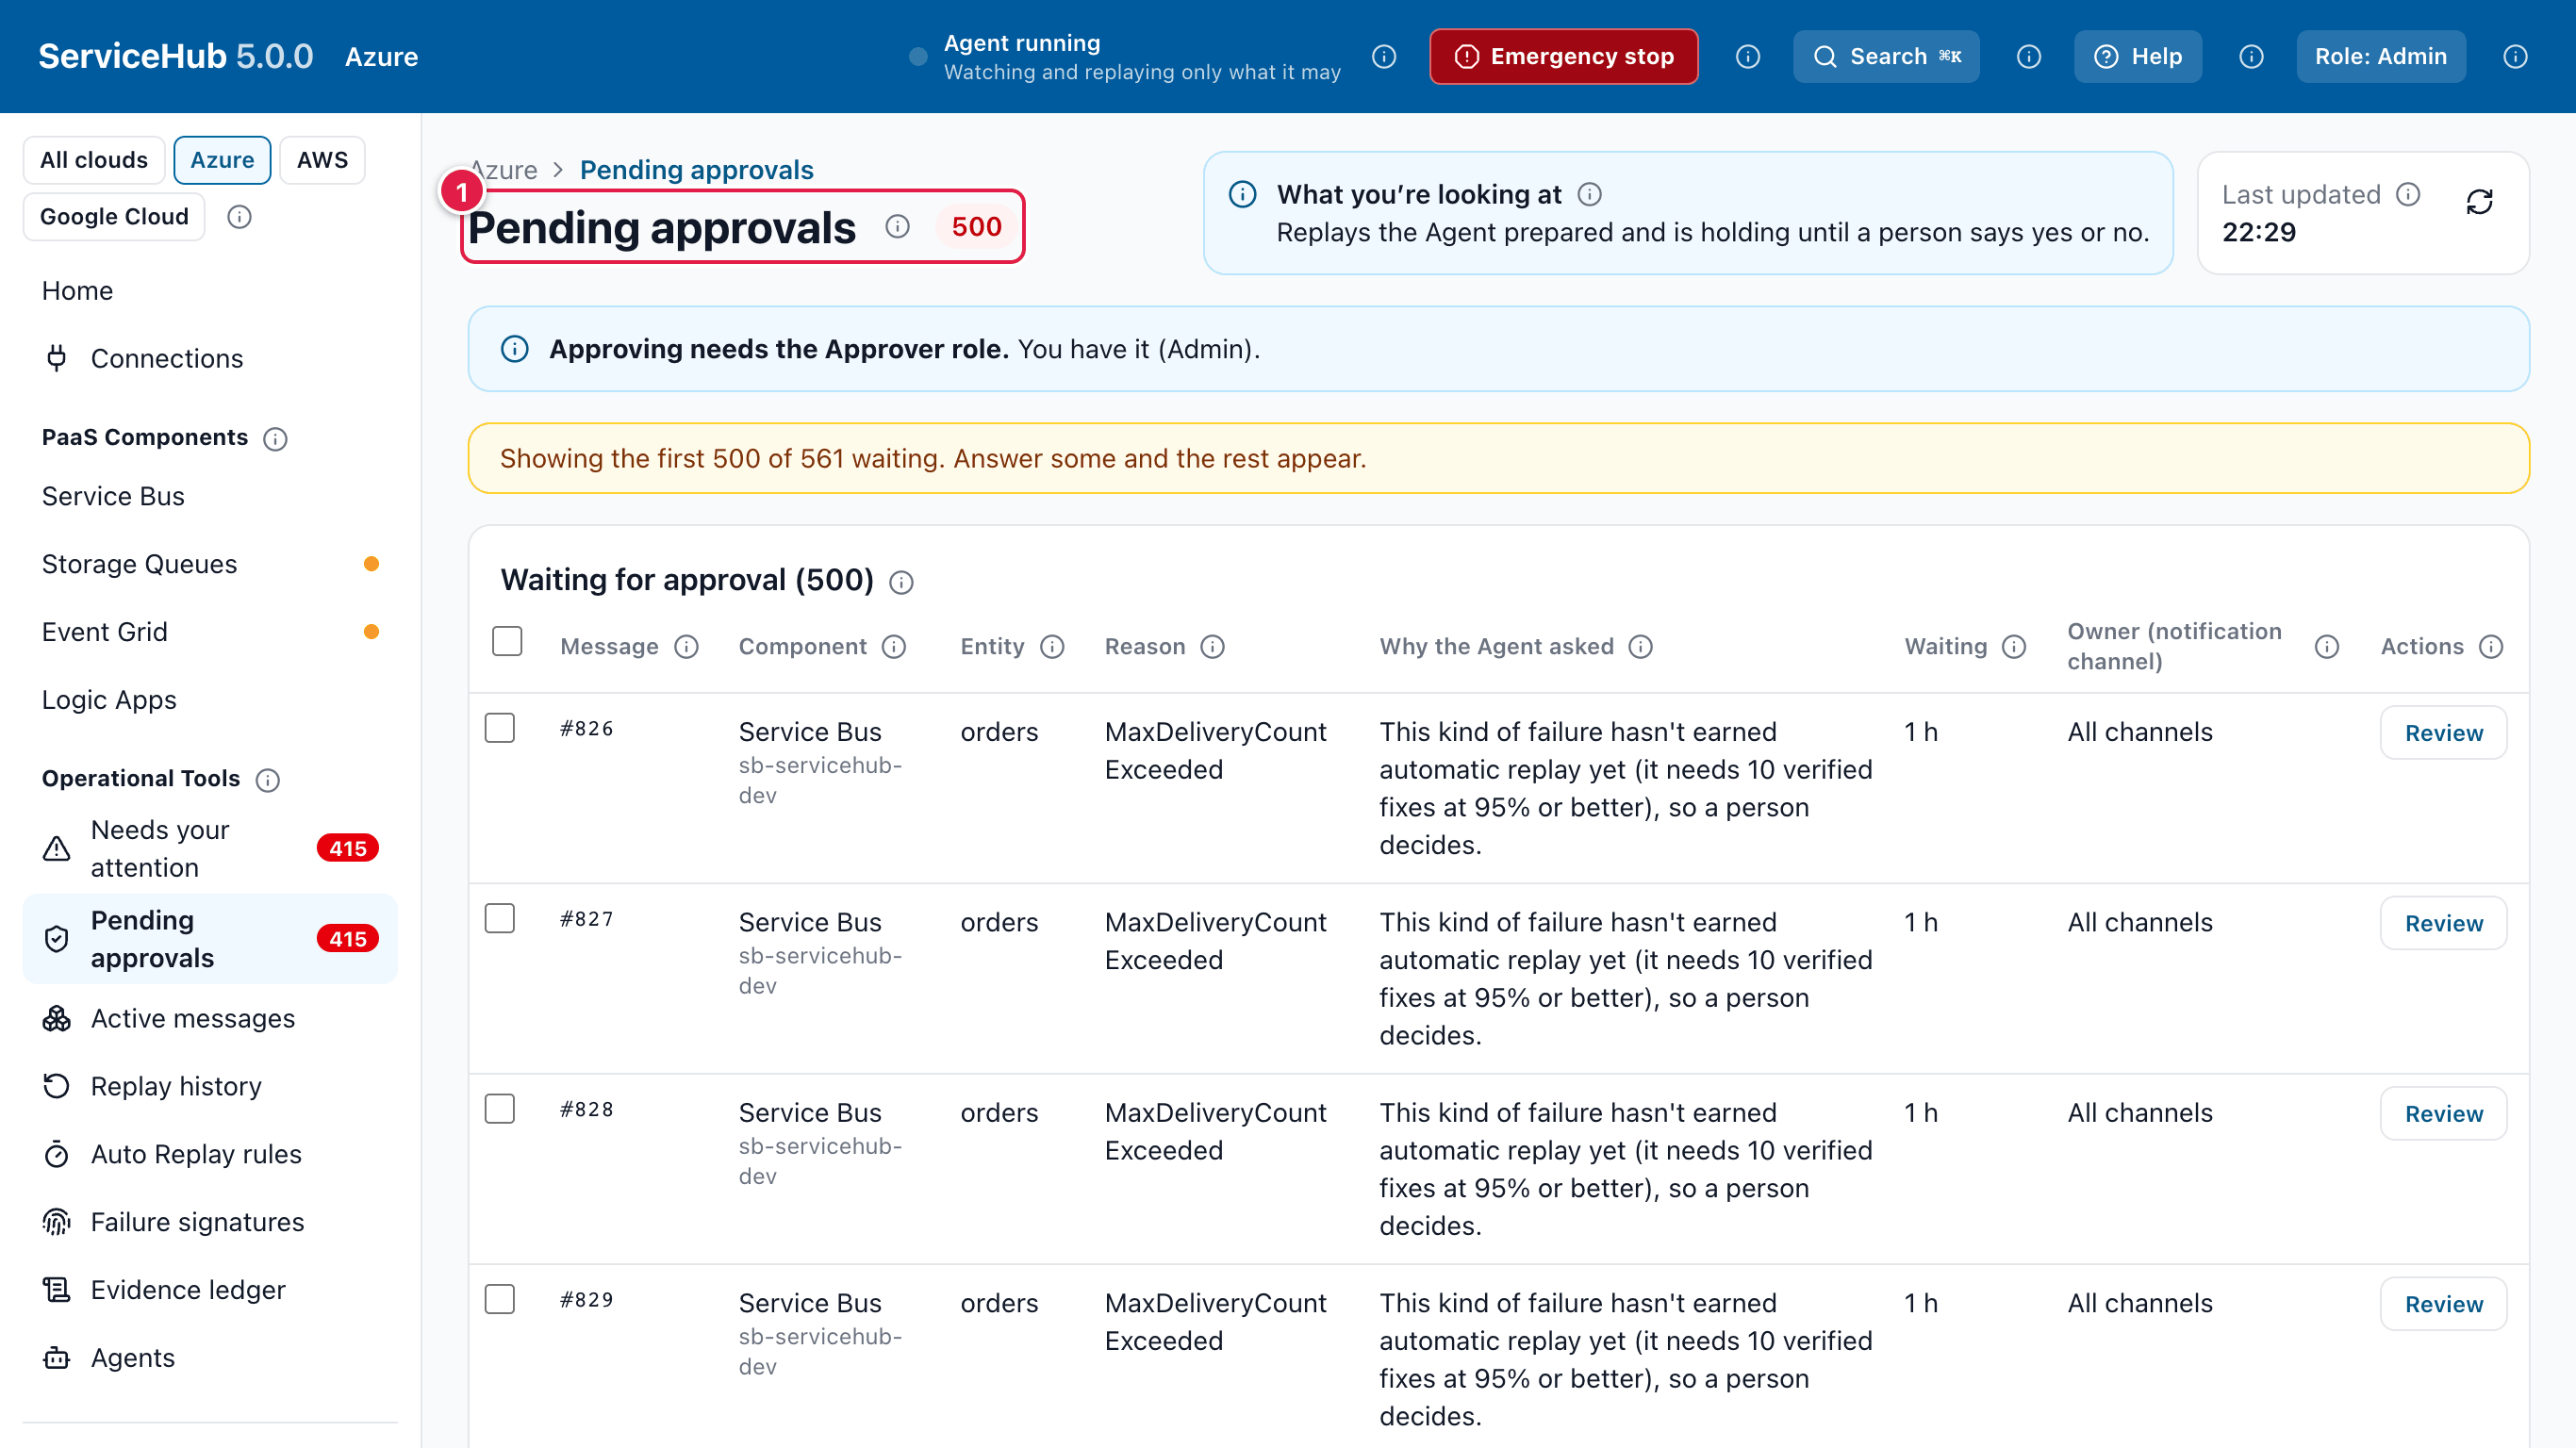 ServiceHub 5.0.0 Azure
Agent running
Watching and replaying only what it may
Emergency stop
Search ⌘K
Help
Role: Admin
All clouds
Azure
AWS
Google Cloud
Home
Connections
PaaS Components
Service Bus
Storage Queues
Event Grid
Logic Apps
Operational Tools
Needs your
attention
415
Pending
approvals
415
Active messages
Replay history
Auto Replay rules
Failure signatures
Evidence ledger
Agents
Azure > Pending approvals
1
Pending approvals
500
What you’re looking at
Replays the Agent prepared and is holding until a person says yes or no.
Last updated
22:29
Approving needs the Approver role. You have it (Admin).
Showing the first 500 of 561 waiting. Answer some and the rest appear.
Waiting for approval (500)
Message
Component
Entity
Reason
Why the Agent asked
Waiting
Owner (notification
channel)
Actions
#826
Service Bus
sb-servicehub-
dev
orders
MaxDeliveryCount
Exceeded
This kind of failure hasn't earned
automatic replay yet (it needs 10 verified
fixes at 95% or better), so a person
decides.
1 h
All channels
Review
#827
Service Bus
sb-servicehub-
dev
orders
MaxDeliveryCount
Exceeded
This kind of failure hasn't earned
automatic replay yet (it needs 10 verified
fixes at 95% or better), so a person
decides.
1 h
All channels
Review
#828
Service Bus
sb-servicehub-
dev
orders
MaxDeliveryCount
Exceeded
This kind of failure hasn't earned
automatic replay yet (it needs 10 verified
fixes at 95% or better), so a person
decides.
1 h
All channels
Review
#829
Service Bus
sb-servicehub-
dev
orders
MaxDeliveryCount
Exceeded
This kind of failure hasn't earned
automatic replay yet (it needs 10 verified
fixes at 95% or better), so a person
decides.
1 h
All channels
Review